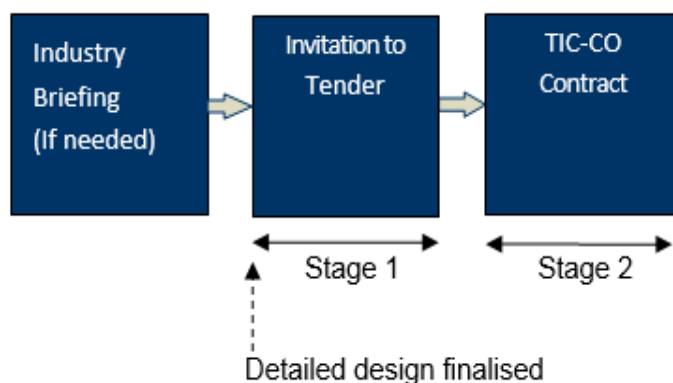 Industry
Briefing
(If needed)
Invitation to
Tender
TIC-CO
Contract
Stage 1
Stage 2
Detailed design finalised